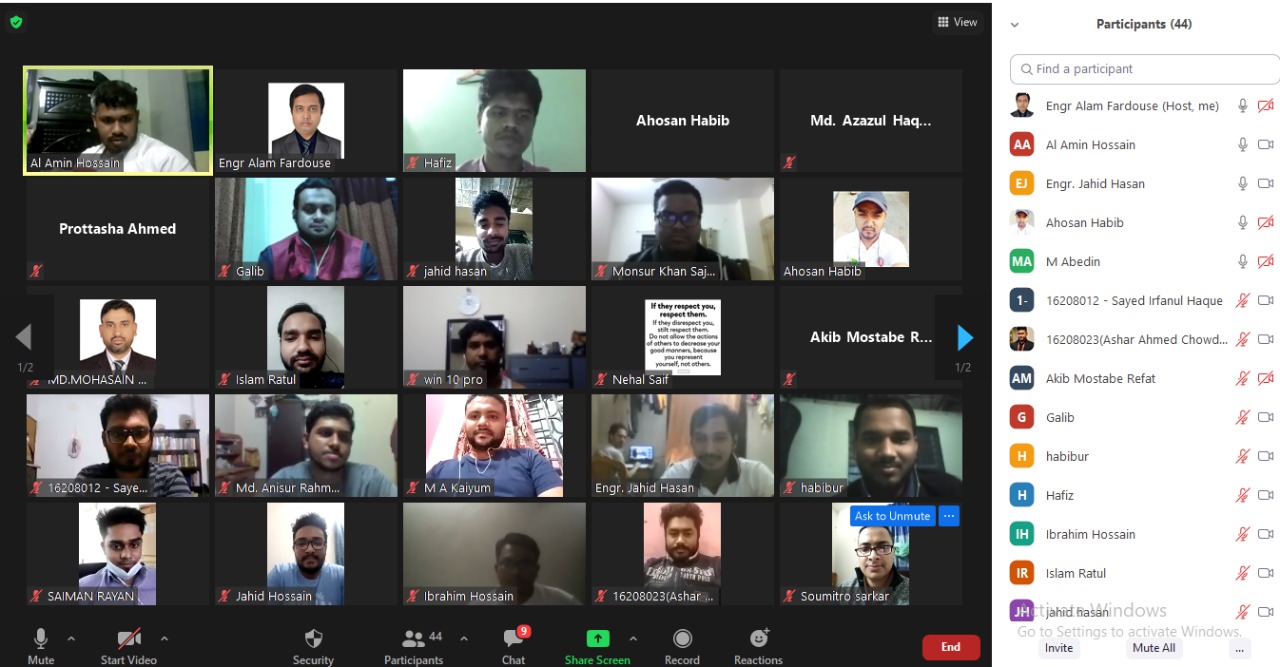 View
Al Amin Hossain
Engr Alam Fardouse
Hafiz
Ahosan Habib
Md. Azazul Haq...
Prottasha Ahmed
Galib
jahid hasan
Monsur Khan Saj...
Ahosan Habib
1/2
MD.MOHASAIN ...
Islam Ratul
win 10 pro
If they respect you,
respect them.
If they disrespect you,
stilt respect them.
Do not allow the actions
of others to decrease your
good manners, because
you represent
yourself, not others.
Nehal Saif
Akib Mostabe R...
1/2
16208012 - Saye...
Md. Anisur Rahm...
M A Kaiyum
Engr. Jahid Hasan
habibur
SAIMAN RAYAN
Jahid Hossain
Ibrahim Hossain
16208023(Ashar ...
Ask to Unmute ...
Soumitro sarkar
Mute
Start Video
Security
44
Participants
9
Chat
Share Screen
Record
Reactions
End
Participants (44)
Find a participant
Engr Alam Fardouse (Host, me)
AA Al Amin Hossain
EJ Engr. Jahid Hasan
Ahosan Habib
MA M Abedin
1- 16208012 - Sayed Irfanul Haque
16208023(Ashar Ahmed Chowd...
AM Akib Mostabe Refat
G Galib
H habibur
H Hafiz
IH Ibrahim Hossain
IR Islam Ratul
JH jahid hasan
Activate Windows
Go to Settings to activate Windows.
Invite
Mute All
...